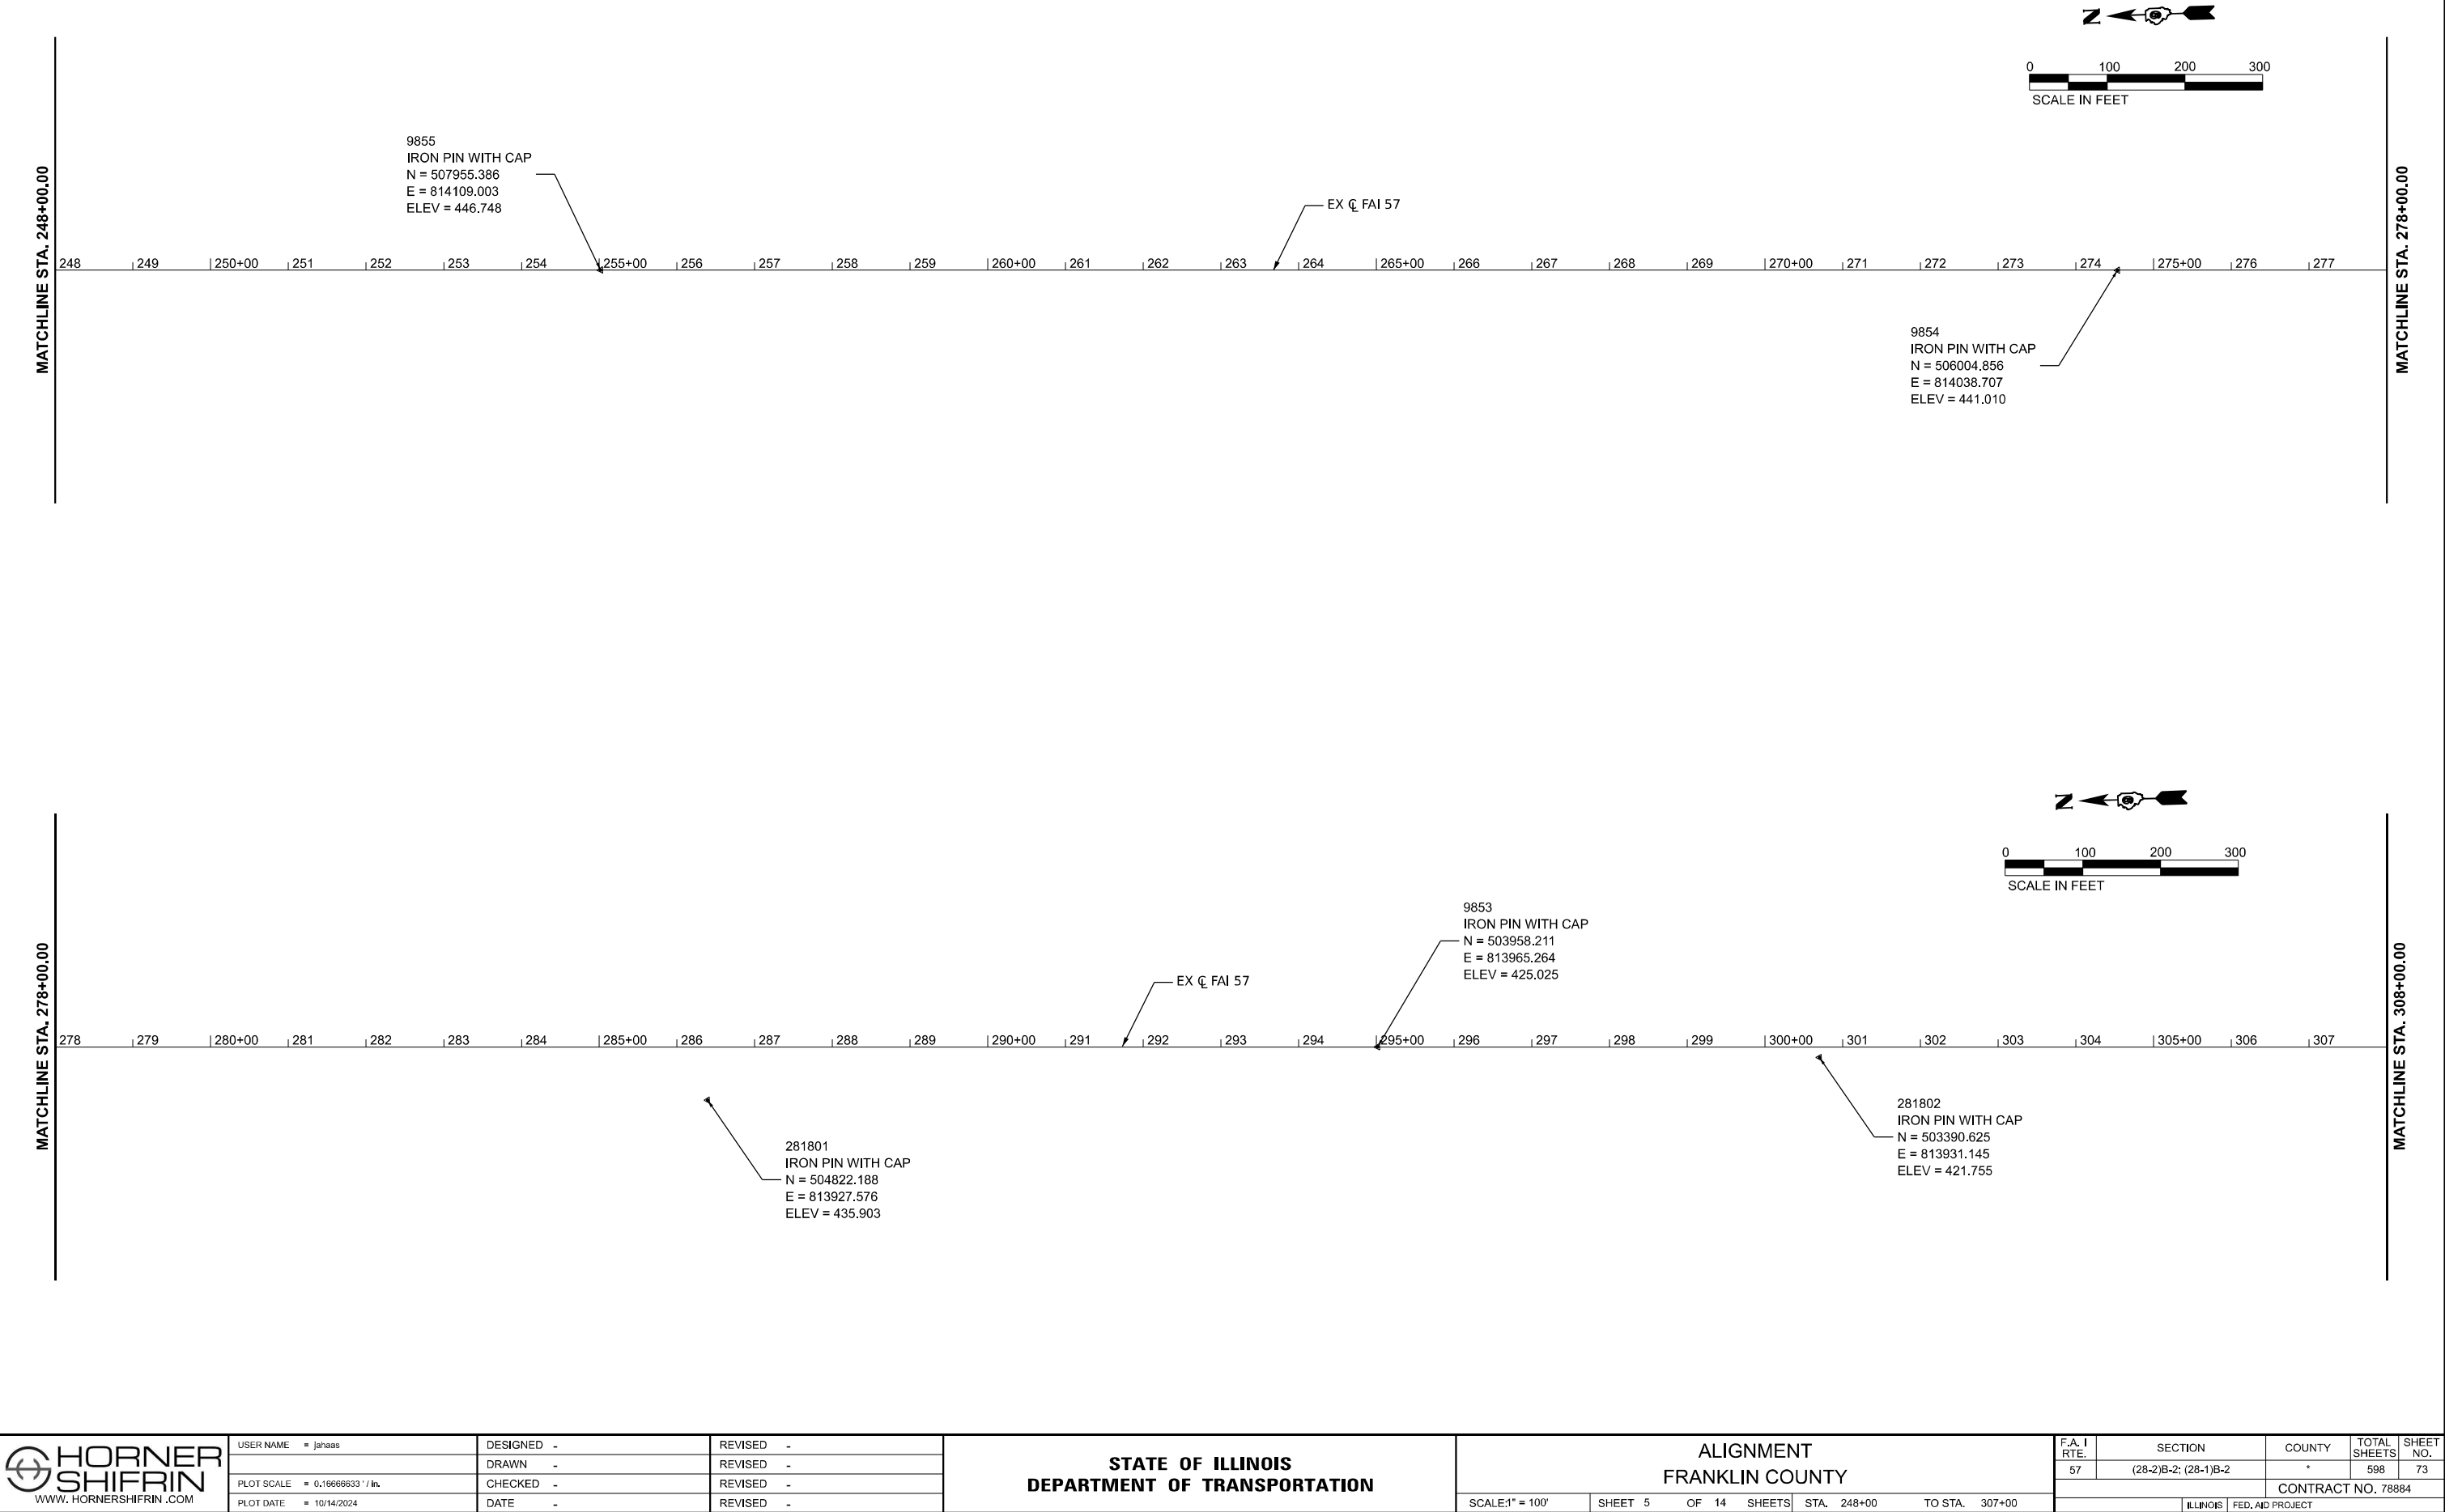 N
0 100 200 300
SCALE IN FEET
MATCHLINE STA. 248+00.00
MATCHLINE STA. 278+00.00
9855
IRON PIN WITH CAP
N = 507955.386
E = 814109.003
ELEV = 446.748
EX ℄ FAI 57
248 249 250+00 251 252 253 254 255+00 256 257 258 259 260+00 261 262 263 264 265+00 266 267 268 269 270+00 271 272 273 274 275+00 276 277
9854
IRON PIN WITH CAP
N = 506004.856
E = 814038.707
ELEV = 441.010
N
0 100 200 300
SCALE IN FEET
MATCHLINE STA. 278+00.00
MATCHLINE STA. 308+00.00
9853
IRON PIN WITH CAP
N = 503958.211
E = 813965.264
ELEV = 425.025
EX ℄ FAI 57
278 279 280+00 281 282 283 284 285+00 286 287 288 289 290+00 291 292 293 294 295+00 296 297 298 299 300+00 301 302 303 304 305+00 306 307
281801
IRON PIN WITH CAP
N = 504822.188
E = 813927.576
ELEV = 435.903
281802
IRON PIN WITH CAP
N = 503390.625
E = 813931.145
ELEV = 421.755
HORNER
SHIFRIN
WWW. HORNERSHIFRIN .COM
USER NAME = jahaas
PLOT SCALE = 0.16666633 ' / in.
PLOT DATE = 10/14/2024
DESIGNED -
DRAWN -
CHECKED -
DATE -
REVISED -
REVISED -
REVISED -
REVISED -
STATE OF ILLINOIS
DEPARTMENT OF TRANSPORTATION
ALIGNMENT
FRANKLIN COUNTY
SCALE:1" = 100' SHEET 5 OF 14 SHEETS STA. 248+00 TO STA. 307+00
F.A. I RTE. SECTION COUNTY TOTAL SHEETS SHEET NO.
57 (28-2)B-2; (28-1)B-2 * 598 73
CONTRACT NO. 78884
ILLINOIS FED. AID PROJECT